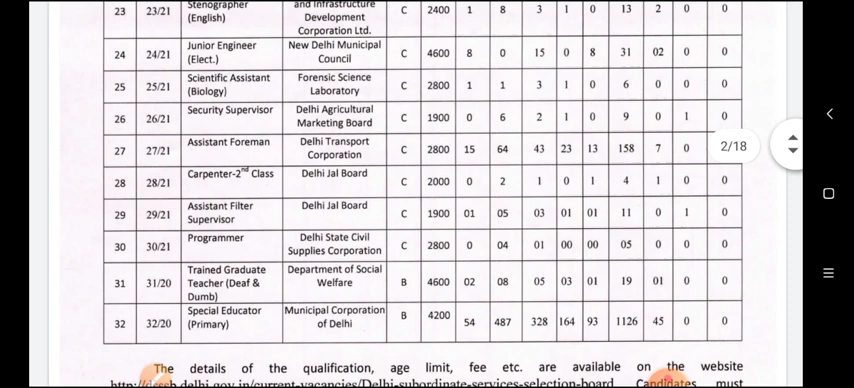 23 23/21 Stenographer (English) and Infrastructure Development Corporation Ltd. C 2400 1 8 3 1 0 13 2 0 0
24 24/21 Junior Engineer (Elect.) New Delhi Municipal Council C 4600 8 0 15 0 8 31 02 0 0
25 25/21 Scientific Assistant (Biology) Forensic Science Laboratory C 2800 1 1 3 1 0 6 0 0 0
26 26/21 Security Supervisor Delhi Agricultural Marketing Board C 1900 0 6 2 1 0 9 0 1 0
27 27/21 Assistant Foreman Delhi Transport Corporation C 2800 15 64 43 23 13 158 7 0
2/18
28 28/21 Carpenter-2nd Class Delhi Jal Board C 2000 0 2 1 0 1 4 1 0 0
29 29/21 Assistant Filter Supervisor Delhi Jal Board C 1900 01 05 03 01 01 11 0 1 0
30 30/21 Programmer Delhi State Civil Supplies Corporation C 2800 0 04 01 00 00 05 0 0 0
31 31/20 Trained Graduate Teacher (Deaf & Dumb) Department of Social Welfare B 4600 02 08 05 03 01 19 01 0 0
32 32/20 Special Educator (Primary) Municipal Corporation of Delhi B 4200 54 487 328 164 93 1126 45 0 0
The details of the qualification, age limit, fee etc. are available on the website
Candidates must